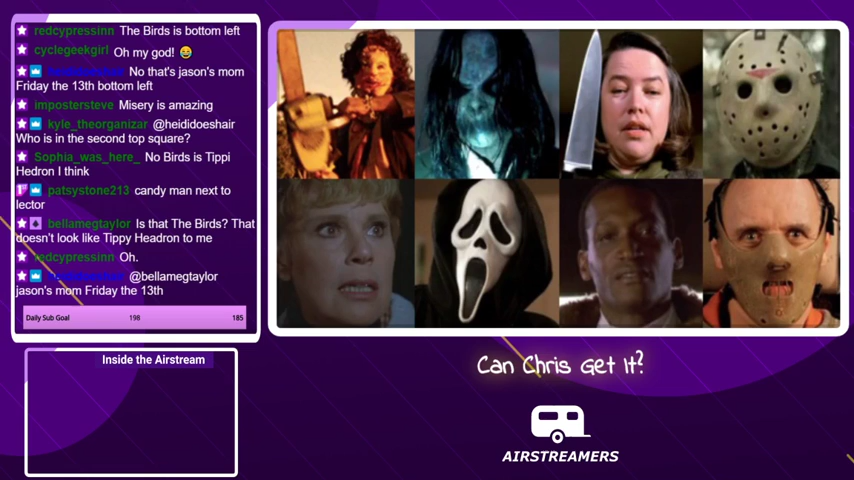 redcypressinn The Birds is bottom left
cyclegeekgirl Oh my god! 😂
No that's jason's mom
Friday the 13th bottom left
impostersteve Misery is amazing
kyle_theorganizar @heididoeshair
Who is in the second top square?
Sophia_was_here_ No Birds is Tippi
Hedron I think
patsystone213 candy man next to
lector
bellamegtaylor Is that The Birds? That
doesn't look like Tippy Headron to me
redcypressinn Oh.
@bellamegtaylor
jason's mom Friday the 13th
Daily Sub Goal 198 185
Inside the Airstream
Can Chris Get It?
AIRSTREAMERS